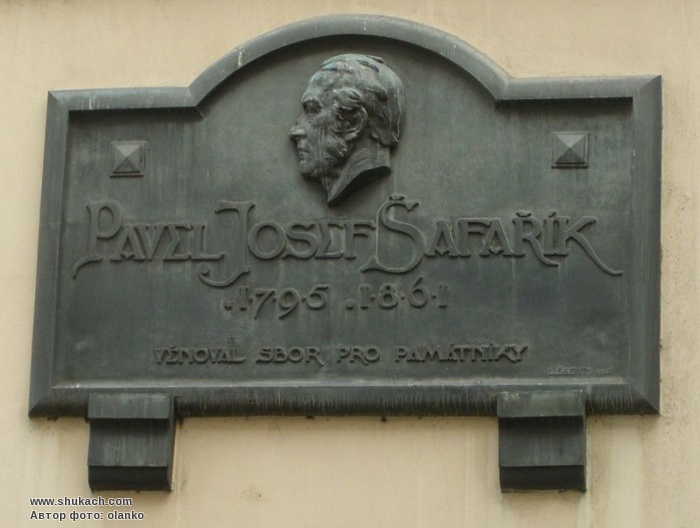 PAVEL JOSEF ŠAFAŘÍK
*1·7·9·5 .1·8·6·1
VĚNOVAL SBOR PRO PAMÁTNÍKY
www.shukach.com
Автор фото: olanko